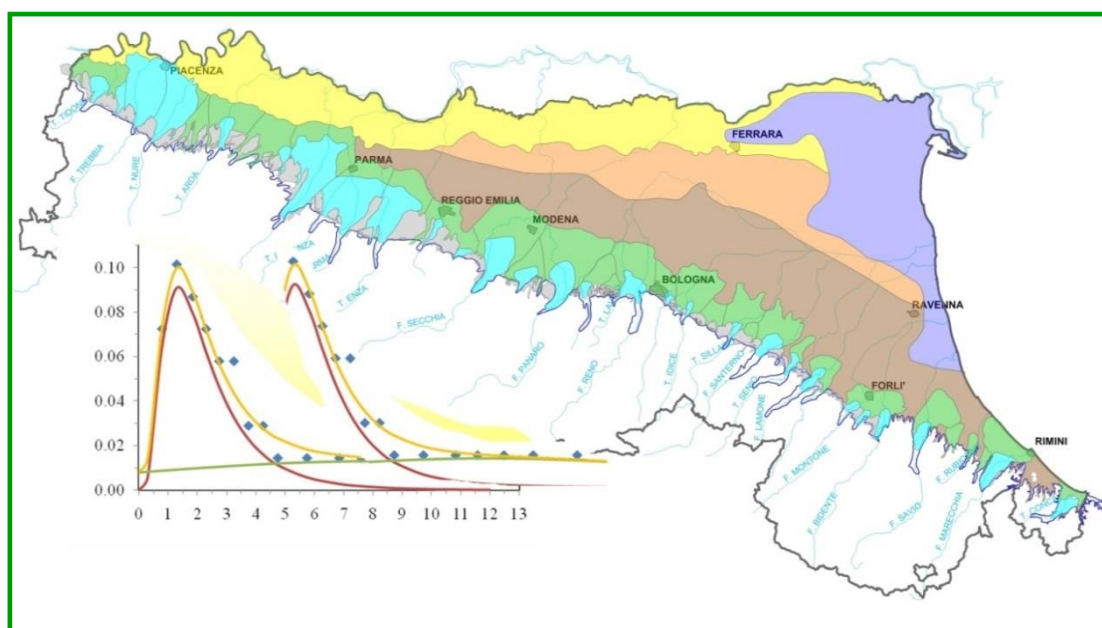 PIACENZA
T. TIDONE
F. TREBBIA
T. NURE
T. ARDA
PARMA
FERRARA
REGGIO EMILIA
MODENA
BOLOGNA
RAVENNA
FORLI'
RIMINI
T. ENZA
F. SECCHIA
F. PANARO
F. RENO
T. IDICE
F. SANTERNO
F. LAMONE
F. MONTONE
F. BIDENTE
F. SAVIO
F. MARECCHIA
0.10
0.08
0.06
0.04
0.02
0.00
0 1 2 3 4 5 6 7 8 9 10 11 12 13